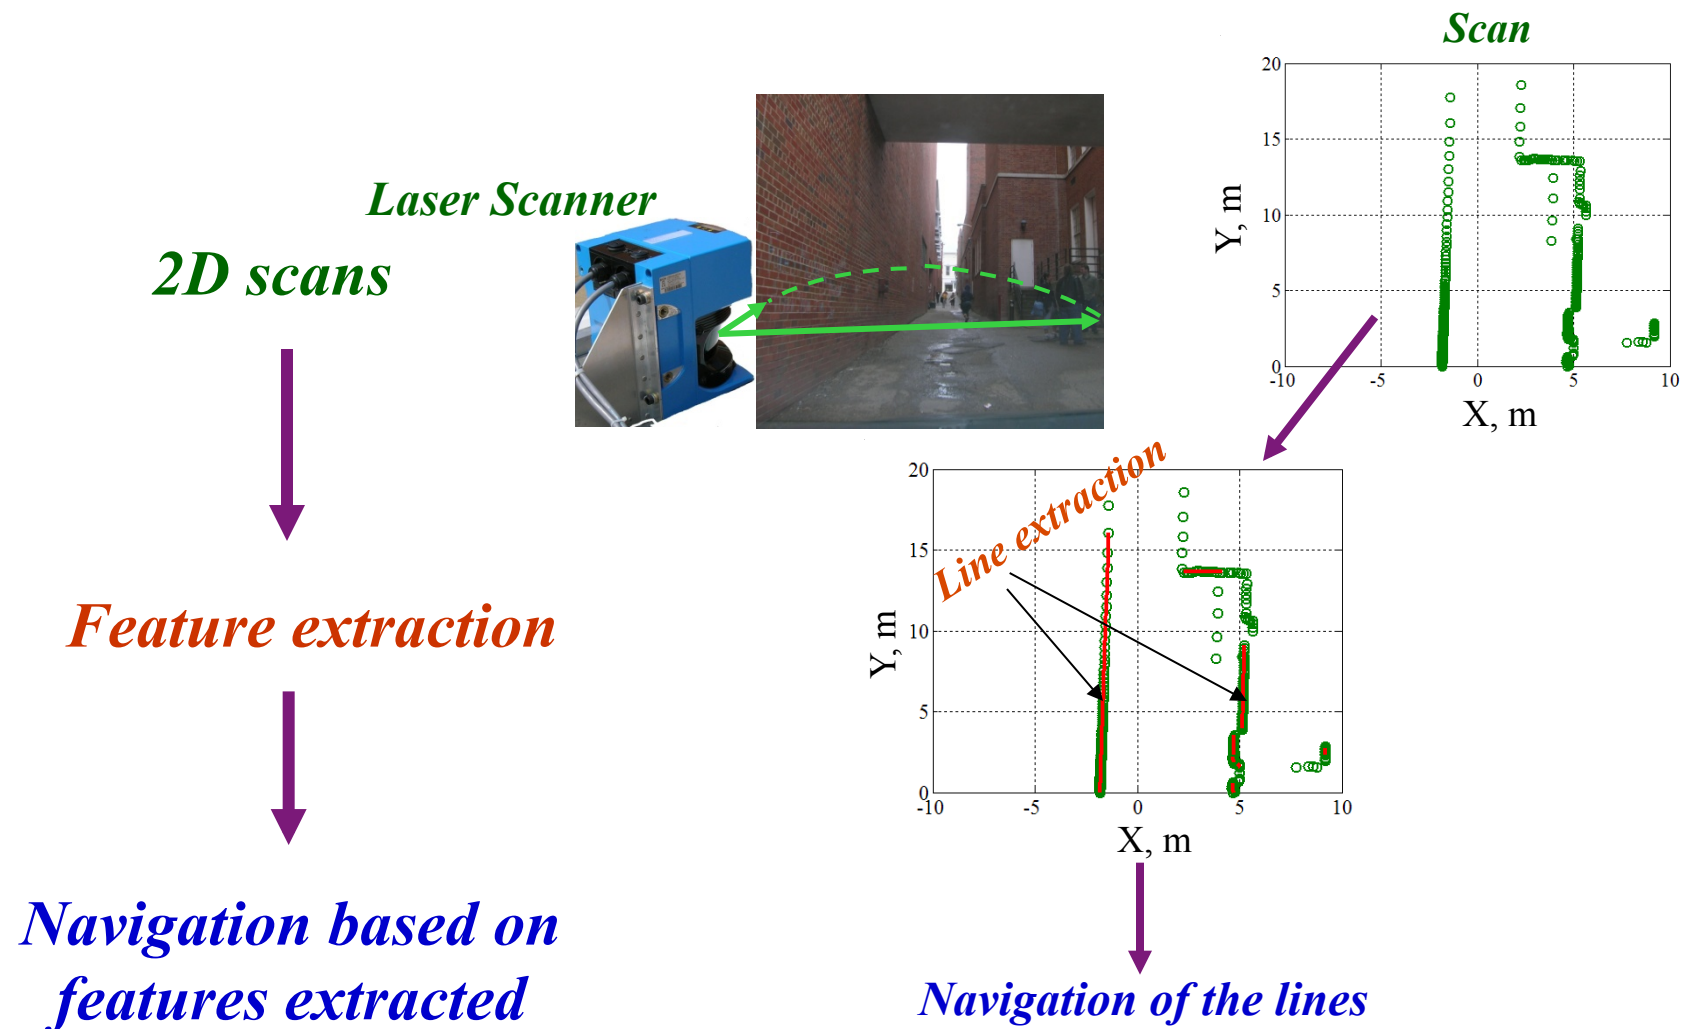 Scan
20
15
10
5
0
-10
-5
0
5
10
Y, m
X, m
Laser Scanner
2D scans
Line extraction
20
15
10
5
0
-10
-5
0
5
10
Y, m
X, m
Feature extraction
Navigation based on
features extracted
Navigation of the lines